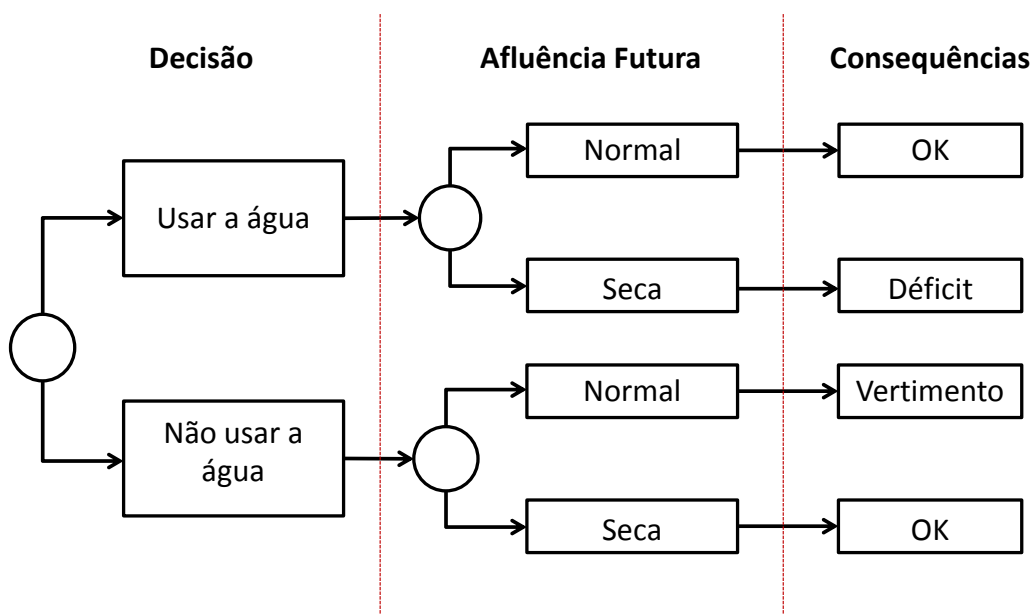 Decisão
Afluência Futura
Consequências
Usar a água
Normal
OK
Seca
Déficit
Não usar a
água
Normal
Vertimento
Seca
OK